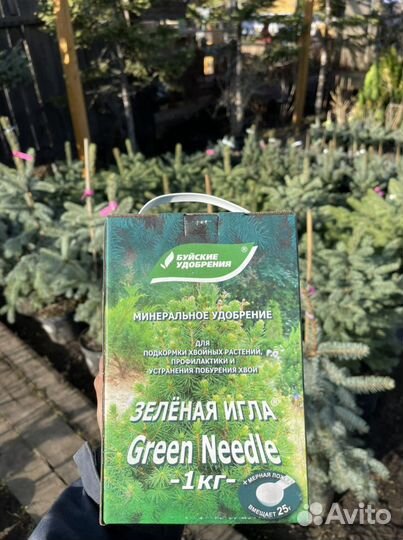 БУЙСКИЕ
УДОБРЕНИЯ
МИНЕРАЛЬНОЕ УДОБРЕНИЕ
ДЛЯ
ПОДКОРМКИ ХВОЙНЫХ РАСТЕНИЙ,
ПРОФИЛАКТИКИ И
УСТРАНЕНИЯ ПОБУРЕНИЯ ХВОИ
ЗЕЛЁНАЯ ИГЛА®
Green Needle
-1кг-
+ МЕРНАЯ
ВМЕЩАЕТ 25г
Avito